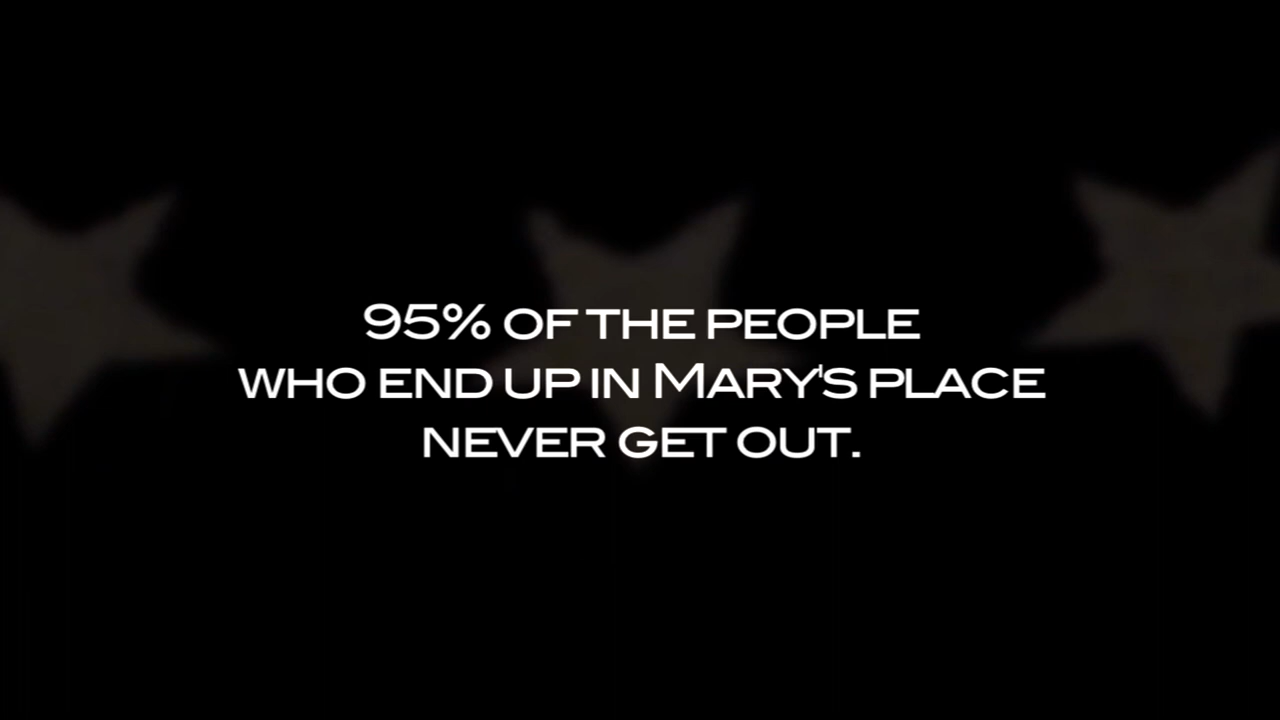 95% OF THE PEOPLE
WHO END UP IN MARY'S PLACE
NEVER GET OUT.